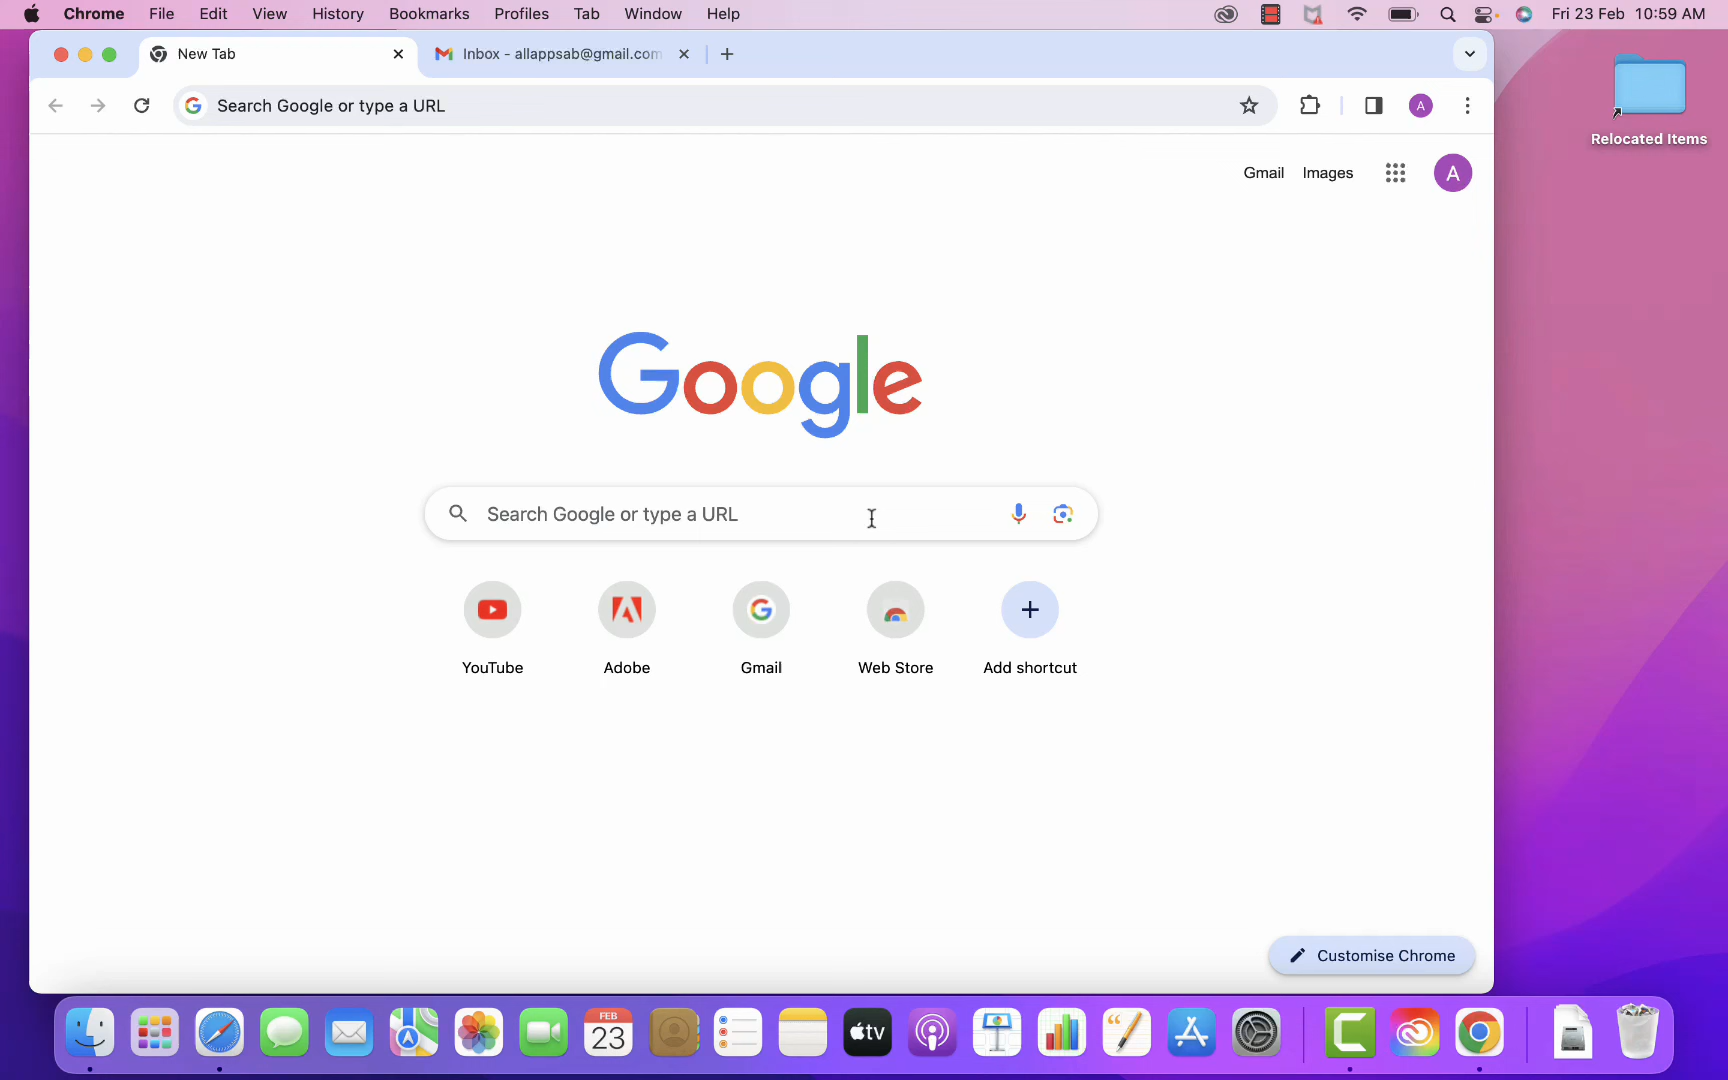 Chrome File Edit View History Bookmarks Profiles Tab Window Help Fri 23 Feb 10:59 AM
New Tab Inbox - allappsab@gmail.com
Search Google or type a URL A
Relocated Items
Gmail Images A
Google
Search Google or type a URL
YouTube Adobe Gmail Web Store Add shortcut
Customise Chrome
FEB
23
tv